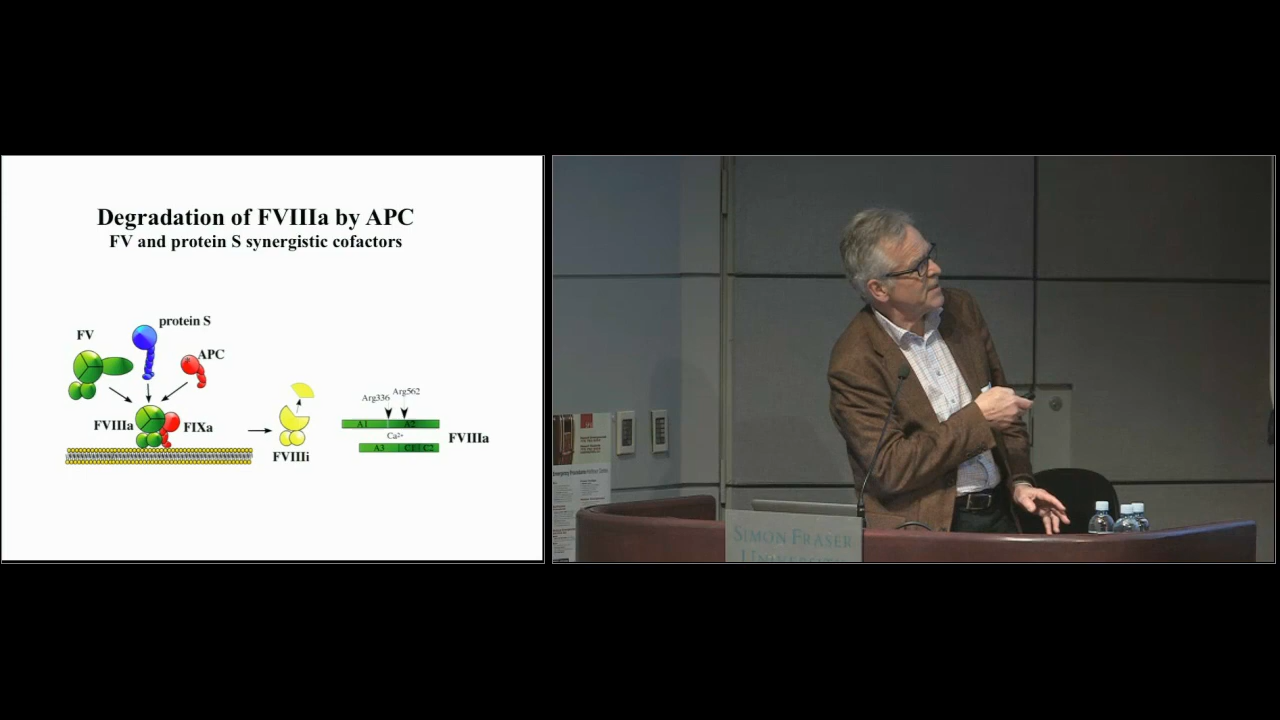 Degradation of FVIIIa by APC
FV and protein S synergistic cofactors
protein S
FV
APC
FVIIIa
FIXa
FVIIIi
Arg336
Arg562
A1
A2
Ca2+
A3
C1
C2
FVIIIa
SIMON FRASER
UNIVERSITY